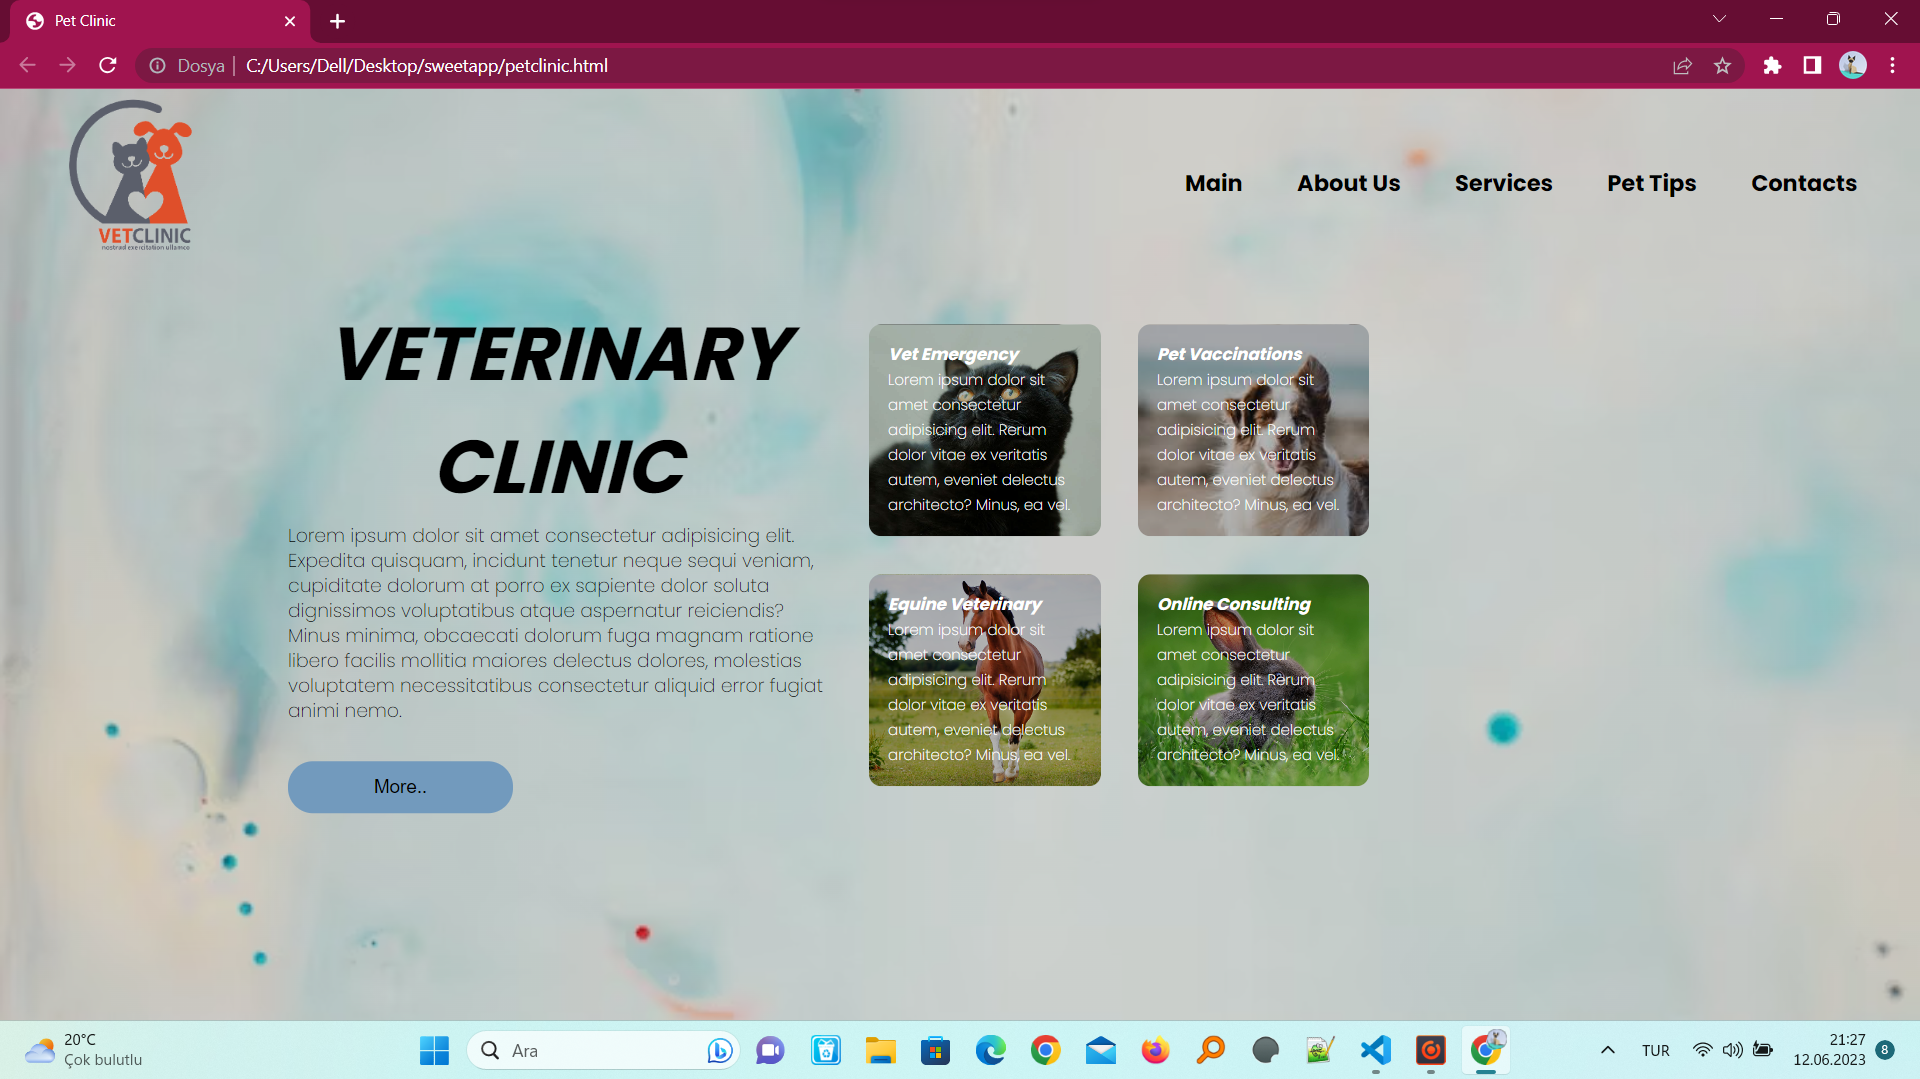 Pet Clinic
Dosya | C:/Users/Dell/Desktop/sweetapp/petclinic.html
VETCLINIC
nostrud exercitation ullamco
Main About Us Services Pet Tips Contacts
VETERINARY
CLINIC
Lorem ipsum dolor sit amet consectetur adipisicing elit.
Expedita quisquam, incidunt tenetur neque sequi veniam,
cupiditate dolorum at porro ex sapiente dolor soluta
dignissimos voluptatibus atque aspernatur reiciendis?
Minus minima, obcaecati dolorum fuga magnam ratione
libero facilis mollitia maiores delectus dolores, molestias
voluptatem necessitatibus consectetur aliquid error fugiat
animi nemo.
More..
Vet Emergency
Lorem ipsum dolor sit
amet consectetur
adipisicing elit. Rerum
dolor vitae ex veritatis
autem, eveniet delectus
architecto? Minus, ea vel.
Pet Vaccinations
Lorem ipsum dolor sit
amet consectetur
adipisicing elit. Rerum
dolor vitae ex veritatis
autem, eveniet delectus
architecto? Minus, ea vel.
Equine Veterinary
Lorem ipsum dolor sit
amet consectetur
adipisicing elit. Rerum
dolor vitae ex veritatis
autem, eveniet delectus
architecto? Minus, ea vel.
Online Consulting
Lorem ipsum dolor sit
amet consectetur
adipisicing elit. Rerum
dolor vitae ex veritatis
autem, eveniet delectus
architecto? Minus, ea vel.
20°C
Çok bulutlu
Ara
TUR
21:27
12.06.2023
8